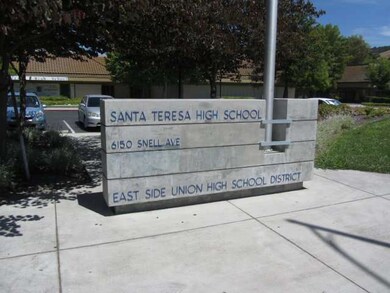 SANTA TERESA HIGH SCHOOL
6150 SNELL AVE
EAST SIDE UNION HIGH SCHOOL DISTRICT